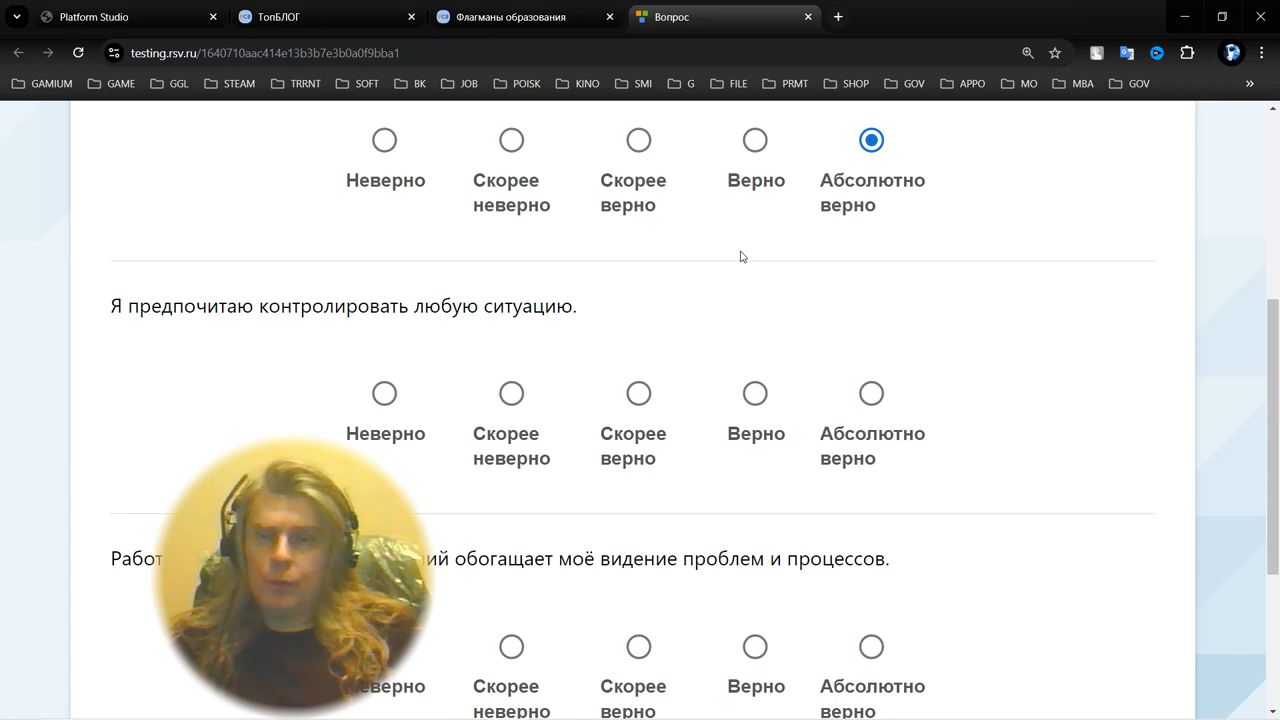 Platform Studio
ТопБЛОГ
Флагманы образования
Вопрос
testing.rsv.ru/1640710aac414e13b3b7e3b0a0f9bba1
GAMIUM GAME GGL STEAM TRRNT SOFT BK JOB POISK KINO SMI G FILE PRMT SHOP GOV APPO MO MBA GOV
Неверно Скорее неверно Скорее верно Верно Абсолютно верно
Я предпочитаю контролировать любую ситуацию.
Неверно Скорее неверно Скорее верно Верно Абсолютно верно
обогащает моё видение проблем и процессов.
Скорее неверно Скорее верно Верно Абсолютно верно